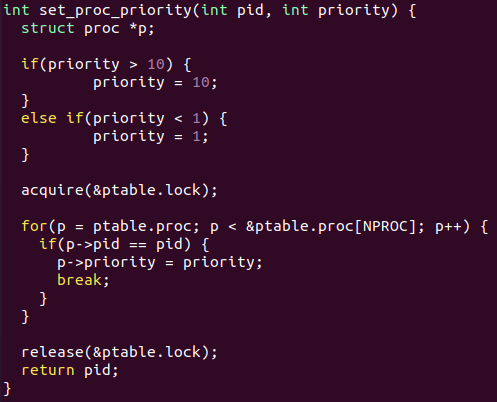 int set_proc_priority(int pid, int priority) {
  struct proc *p;

  if(priority > 10) {
          priority = 10;
  }
  else if(priority < 1) {
          priority = 1;
  }

  acquire(&ptable.lock);

  for(p = ptable.proc; p < &ptable.proc[NPROC]; p++) {
    if(p->pid == pid) {
      p->priority = priority;
      break;
    }
  }

  release(&ptable.lock);
  return pid;
}